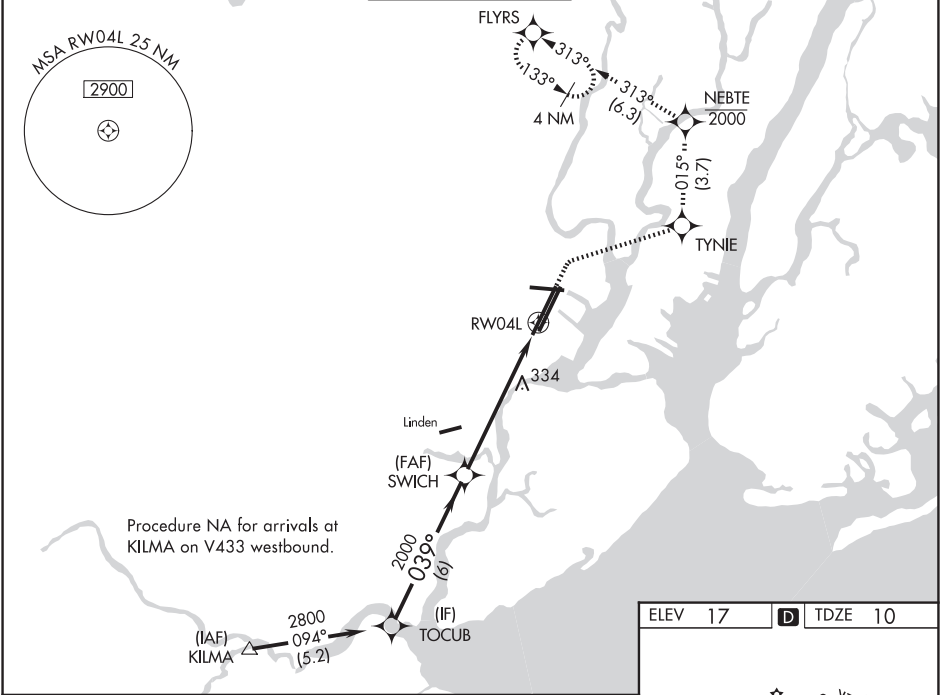 MSA RW04L 25 NM
2900
FLYRS
313°
133°
4 NM
313°
(6.3)
NEBTE
2000
015°
(3.7)
TYNIE
RW04L
334
Linden
(FAF)
SWICH
Procedure NA for arrivals at
KILMA on V433 westbound.
2000
039°
(6)
(IF)
TOCUB
2800
094°
(5.2)
(IAF)
KILMA
ELEV 17 D TDZE 10